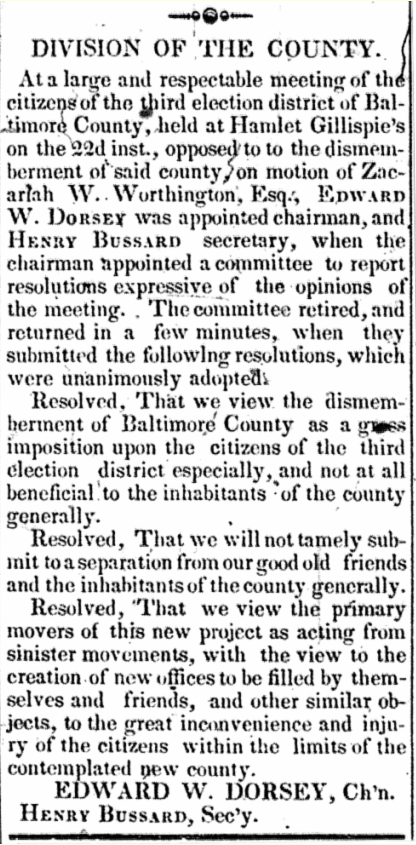 DIVISION OF THE COUNTY.
At a large and respectable meeting of the
citizens of the third election district of Bal-
timore County, held at Hamlet Gillispie's
on the 22d inst., opposed to to the dismem-
berment of said county, on motion of Zac-
ariah W. Worthington, Esq., EDWARD
W. DORSEY was appointed chairman, and
HENRY BUSSARD secretary, when the
chairman appointed a committee to report
resolutions expressive of the opinions of
the meeting. The committee retired, and
returned in a few minutes, when they
submitted the following resolutions, which
were unanimously adopted.
Resolved, That we view the dismem-
berment of Baltimore County as a gross
imposition upon the citizens of the third
election district especially, and not at all
beneficial to the inhabitants of the county
generally.
Resolved, That we will not tamely sub-
mit to a separation from our good old friends
and the inhabitants of the county generally.
Resolved, That we view the primary
movers of this new project as acting from
sinister movements, with the view to the
creation of new offices to be filled by them-
selves and friends, and other similar ob-
jects, to the great inconvenience and inju-
ry of the citizens within the limits of the
contemplated new county.
EDWARD W. DORSEY, Ch'n.
HENRY BUSSARD, Sec'y.